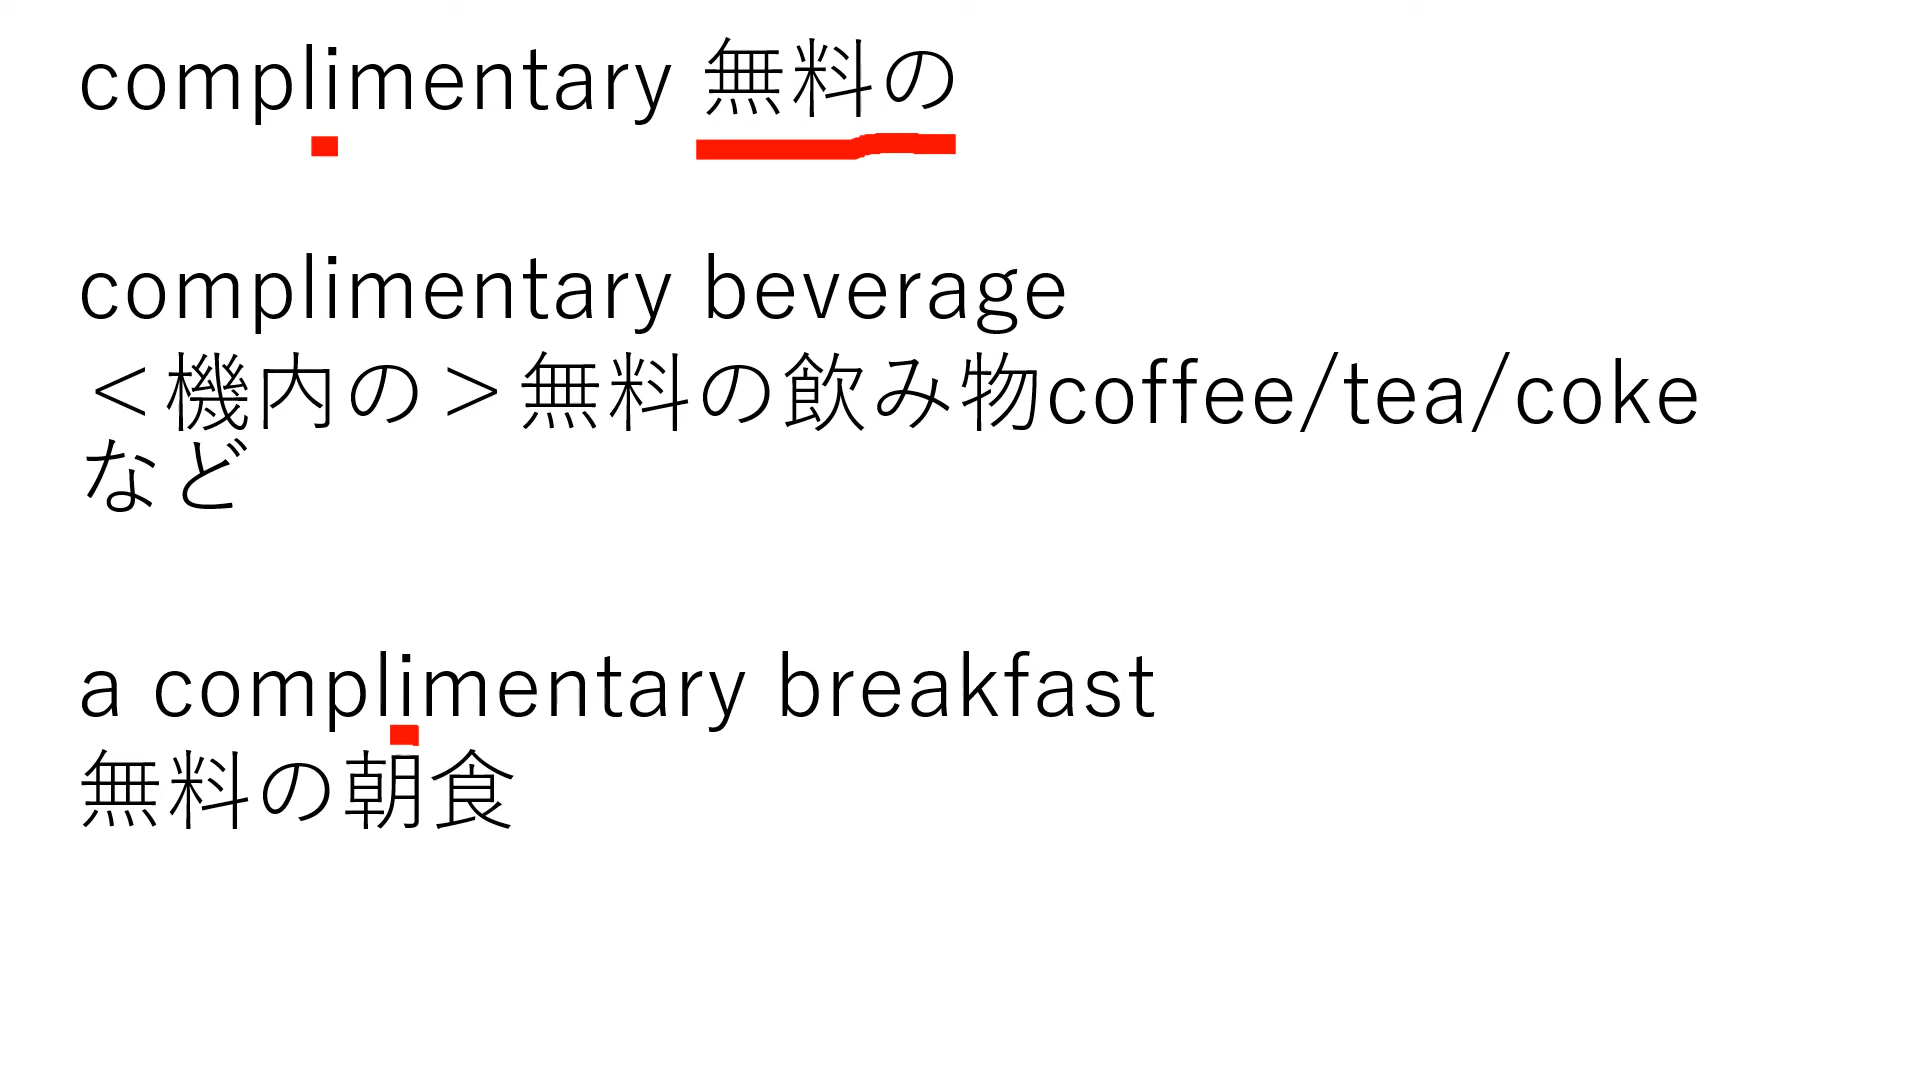 complimentary 無料の
complimentary beverage
＜機内の＞無料の飲み物coffee/tea/coke
など
a complimentary breakfast
無料の朝食